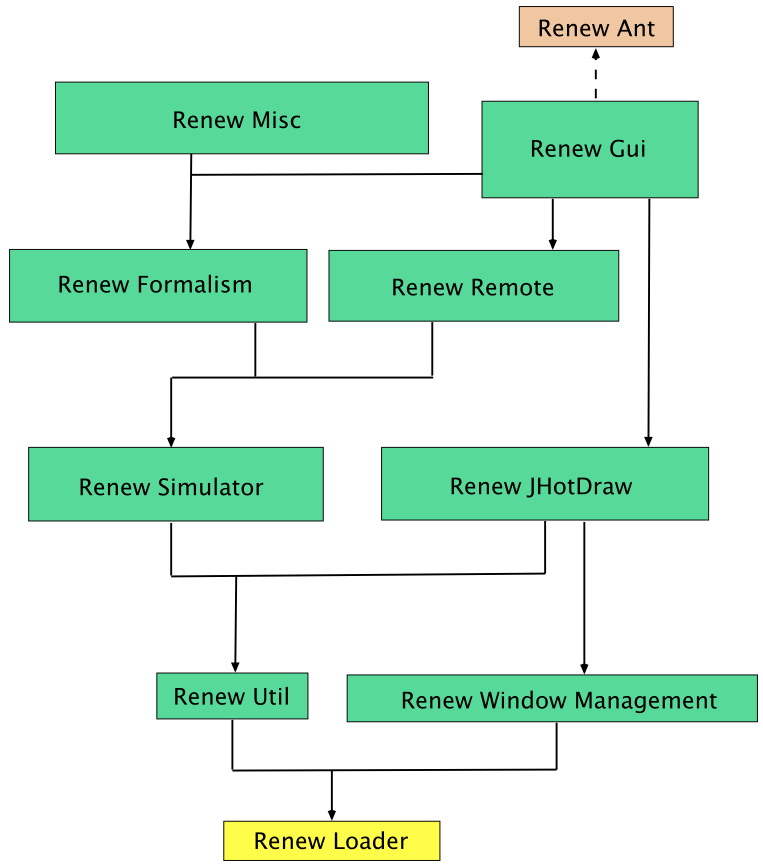 Renew Ant
Renew Misc
Renew Gui
Renew Formalism
Renew Remote
Renew Simulator
Renew JHotDraw
Renew Util
Renew Window Management
Renew Loader